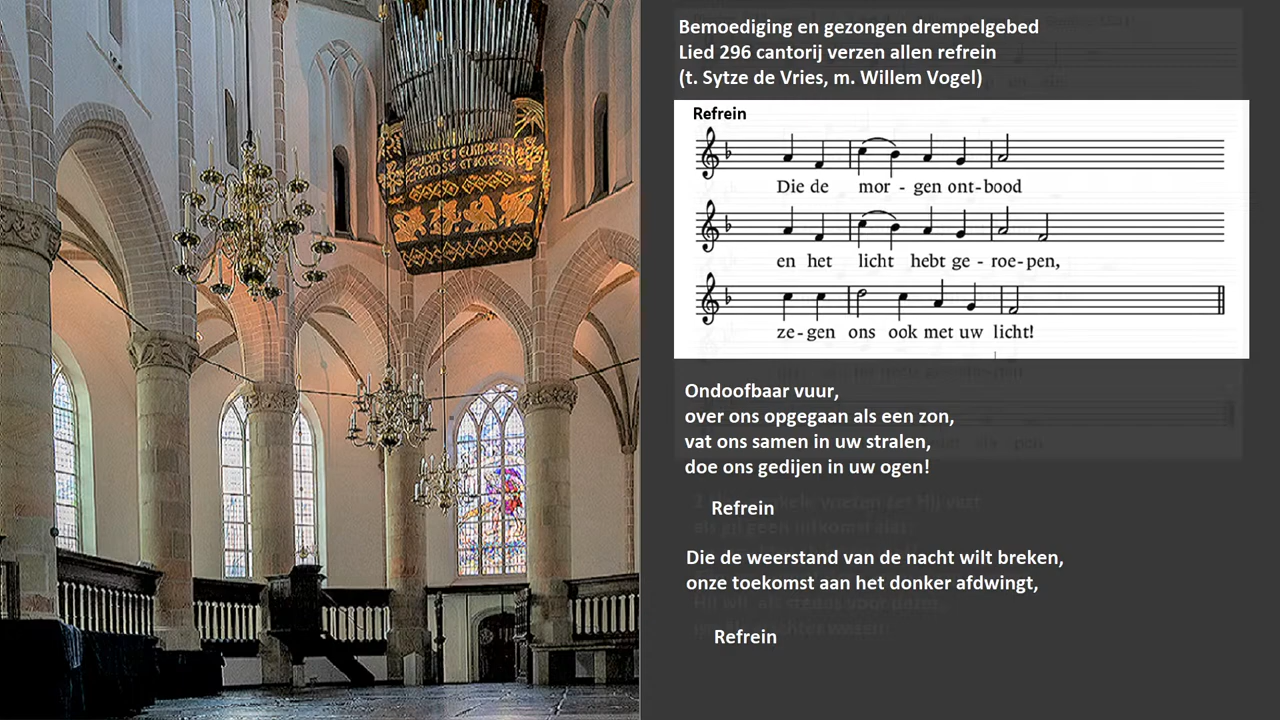 Bemoediging en gezongen drempelgebed
Lied 296 cantorij verzen allen refrein
(t. Sytze de Vries, m. Willem Vogel)
Refrein
Die de mor - gen ont-bood
en het licht hebt ge - roe-pen,
ze-gen ons ook met uw licht!
Ondoofbaar vuur,
over ons opgegaan als een zon,
vat ons samen in uw stralen,
doe ons gedijen in uw ogen!
Refrein
Die de weerstand van de nacht wilt breken,
onze toekomst aan het donker afdwingt,
Refrein